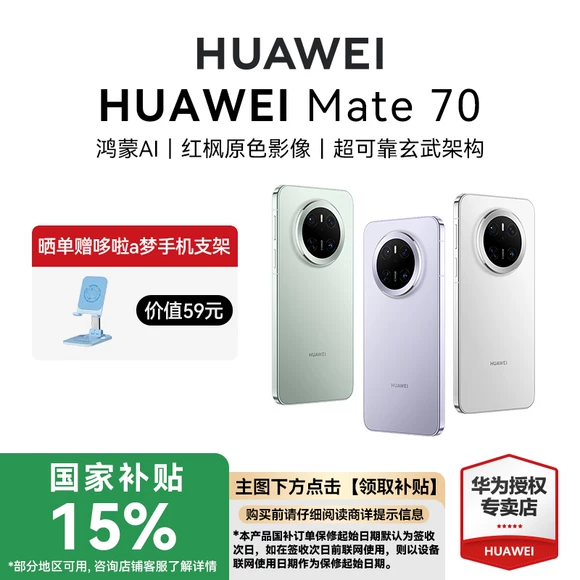 HUAWEI
HUAWEI Mate 70
鸿蒙AI｜红枫原色影像｜超可靠玄武架构
晒单赠哆啦a梦手机支架
价值59元
HUAWEI
HUAWEI
HUAWEI
国家补贴
15%
*部分地区可用,咨询店铺客服了解详情
主图下方点击【领取补贴】
购买前请仔细阅读商详提示信息
*本产品国补订单保修起始日期默认为签收
次日，如在签收次日前联网使用，则以设备
联网使用日期作为保修起始日期。
华为授权
专卖店
HUAWEI